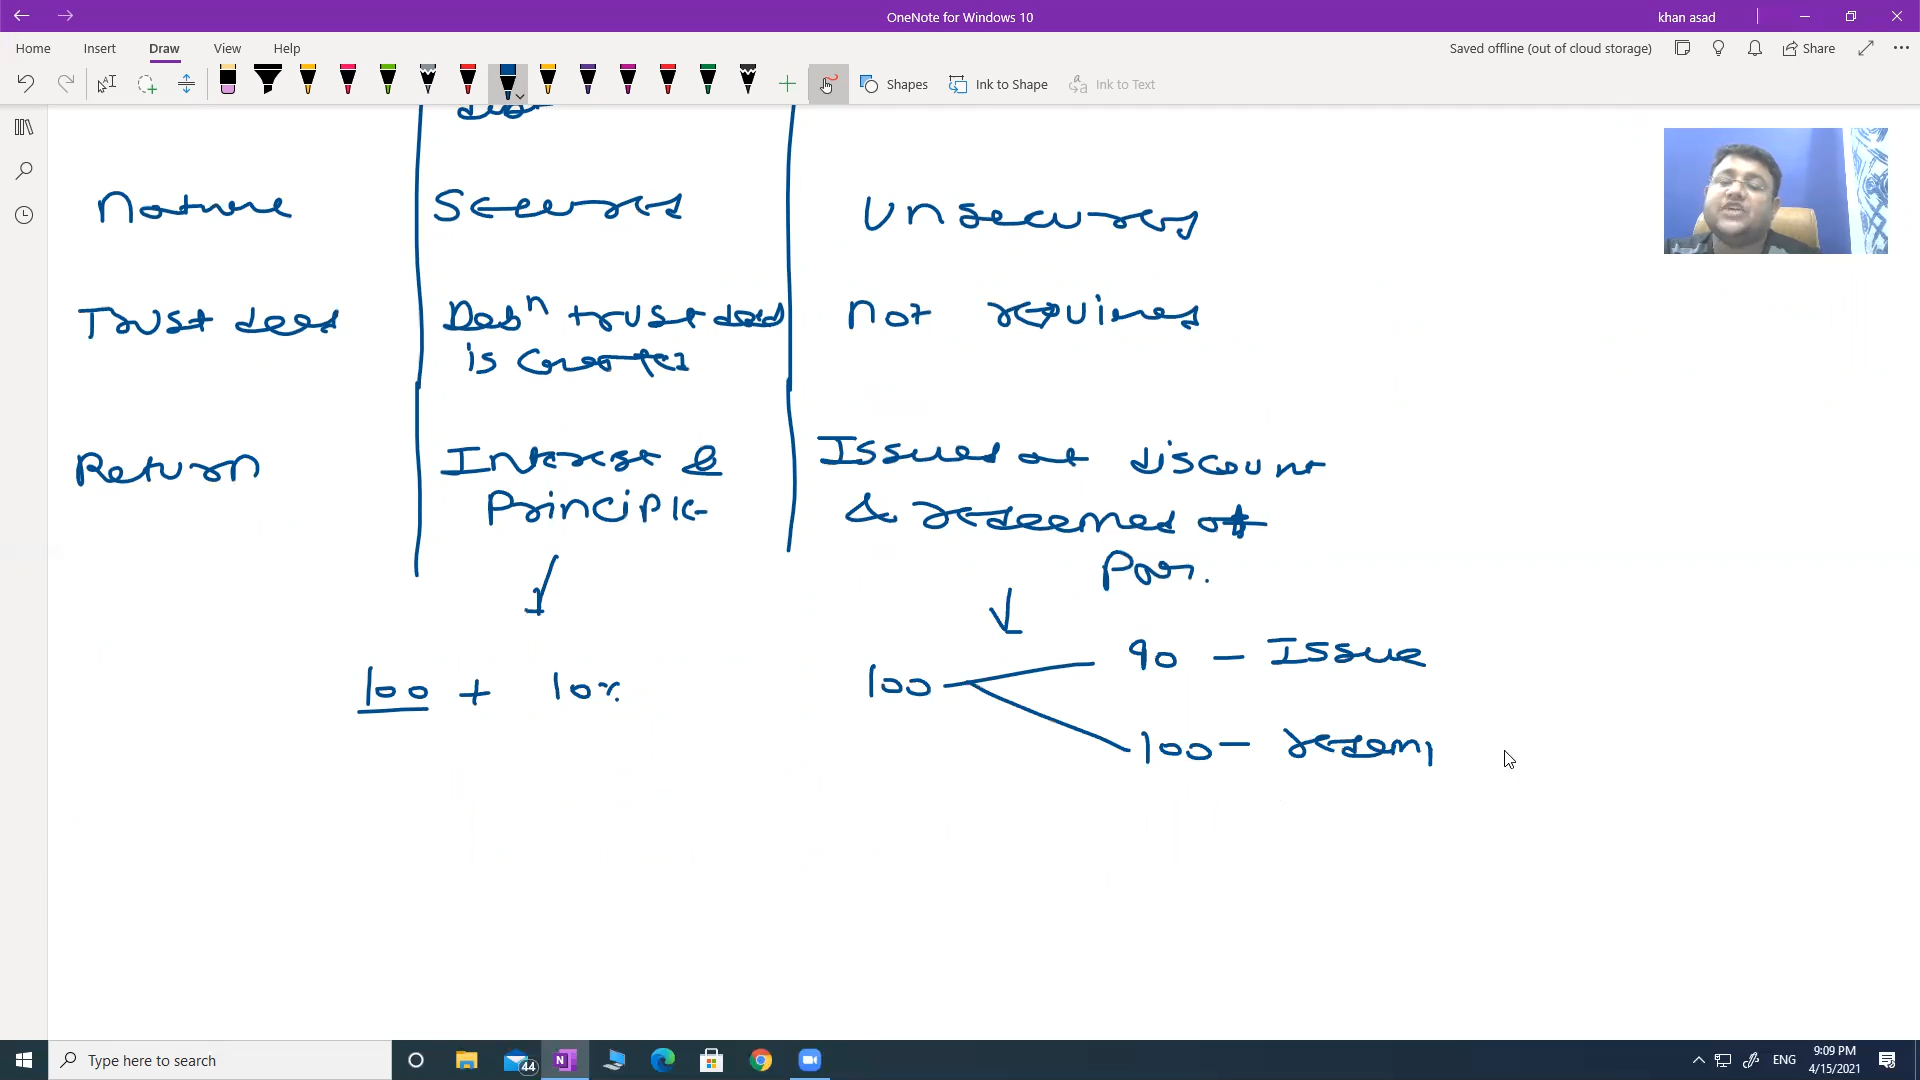 OneNote for Windows 10
khan asad
Home Insert Draw View Help
Saved offline (out of cloud storage)
Share
Shapes
Ink to Shape
Ink to Text
Nature Secured Unsecured
Trust deed Debⁿ trust deed not required
is created
Return Interest & Issued at discount
Principle & redeemed at
Par.
100 + 10%
100 90 - Issue
100 - redemp
Type here to search
44
ENG
9:09 PM
4/15/2021